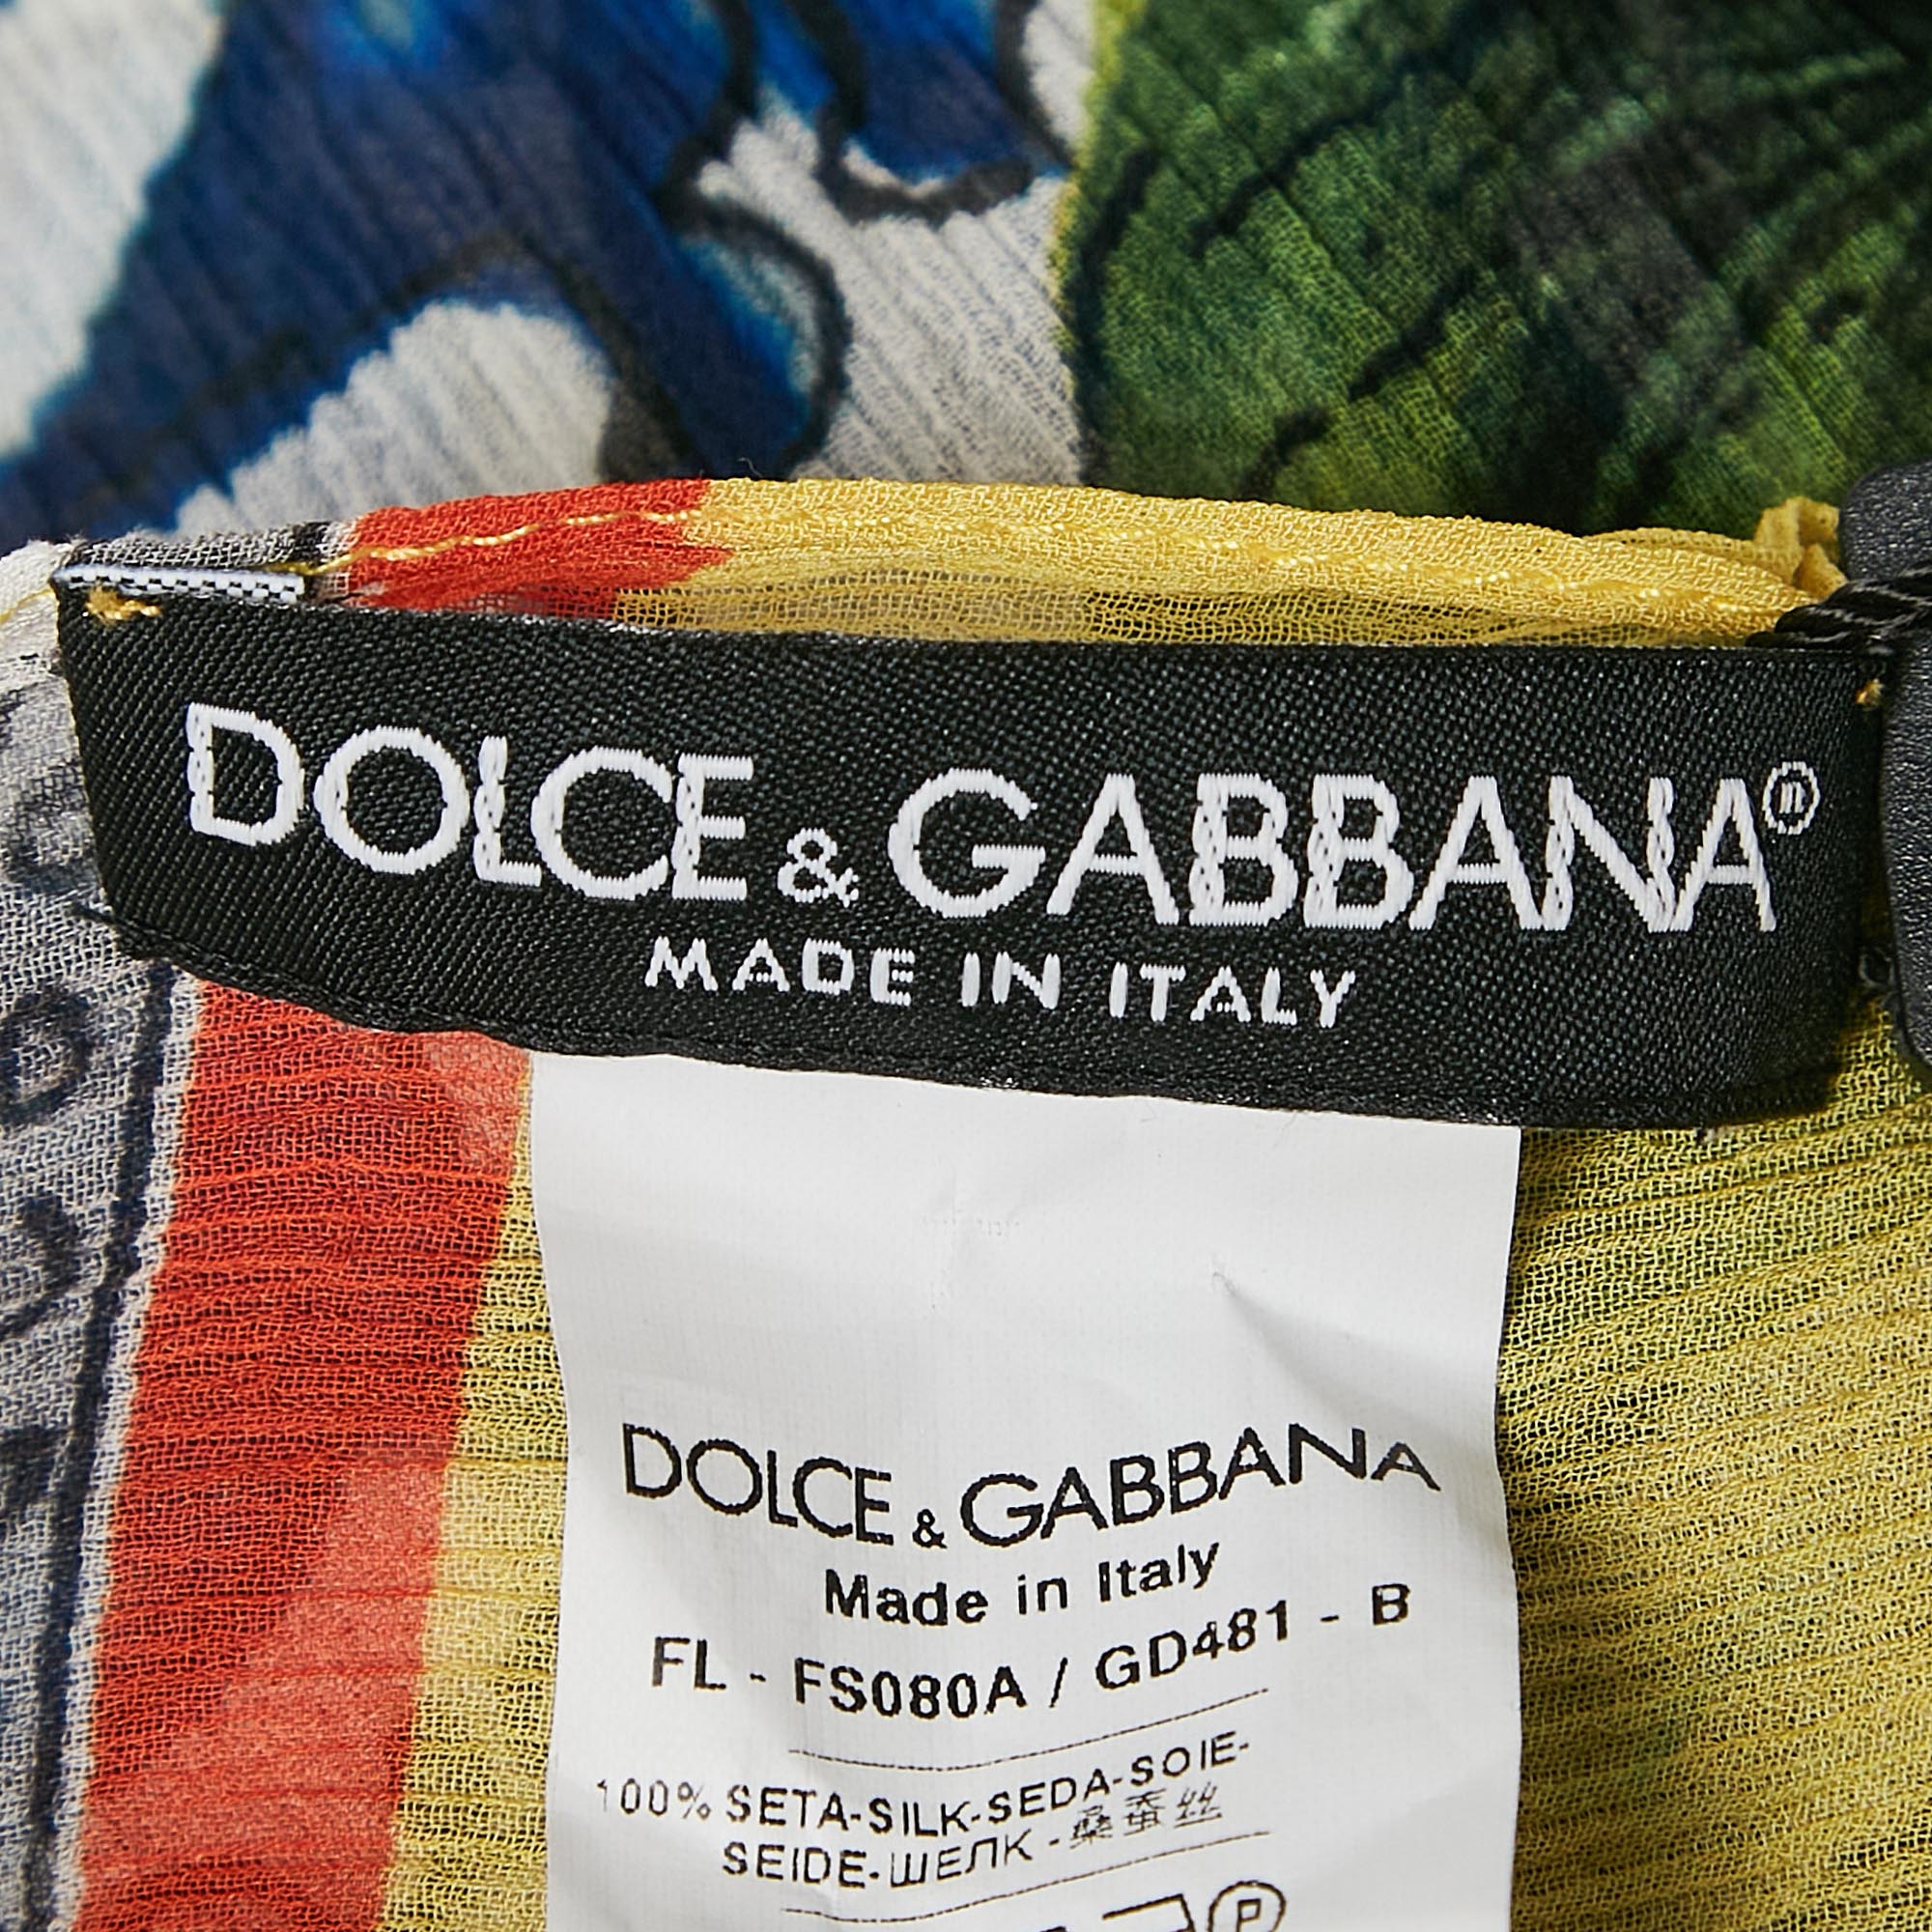 DOLCE & GABBANA®
MADE IN ITALY
DOLCE & GABBANA
Made in Italy
FL - FS080A / GD481 - B
100% SETA-SILK-SEDA-SOIE-
SEIDE-ШЕЛК -桑蚕丝
P